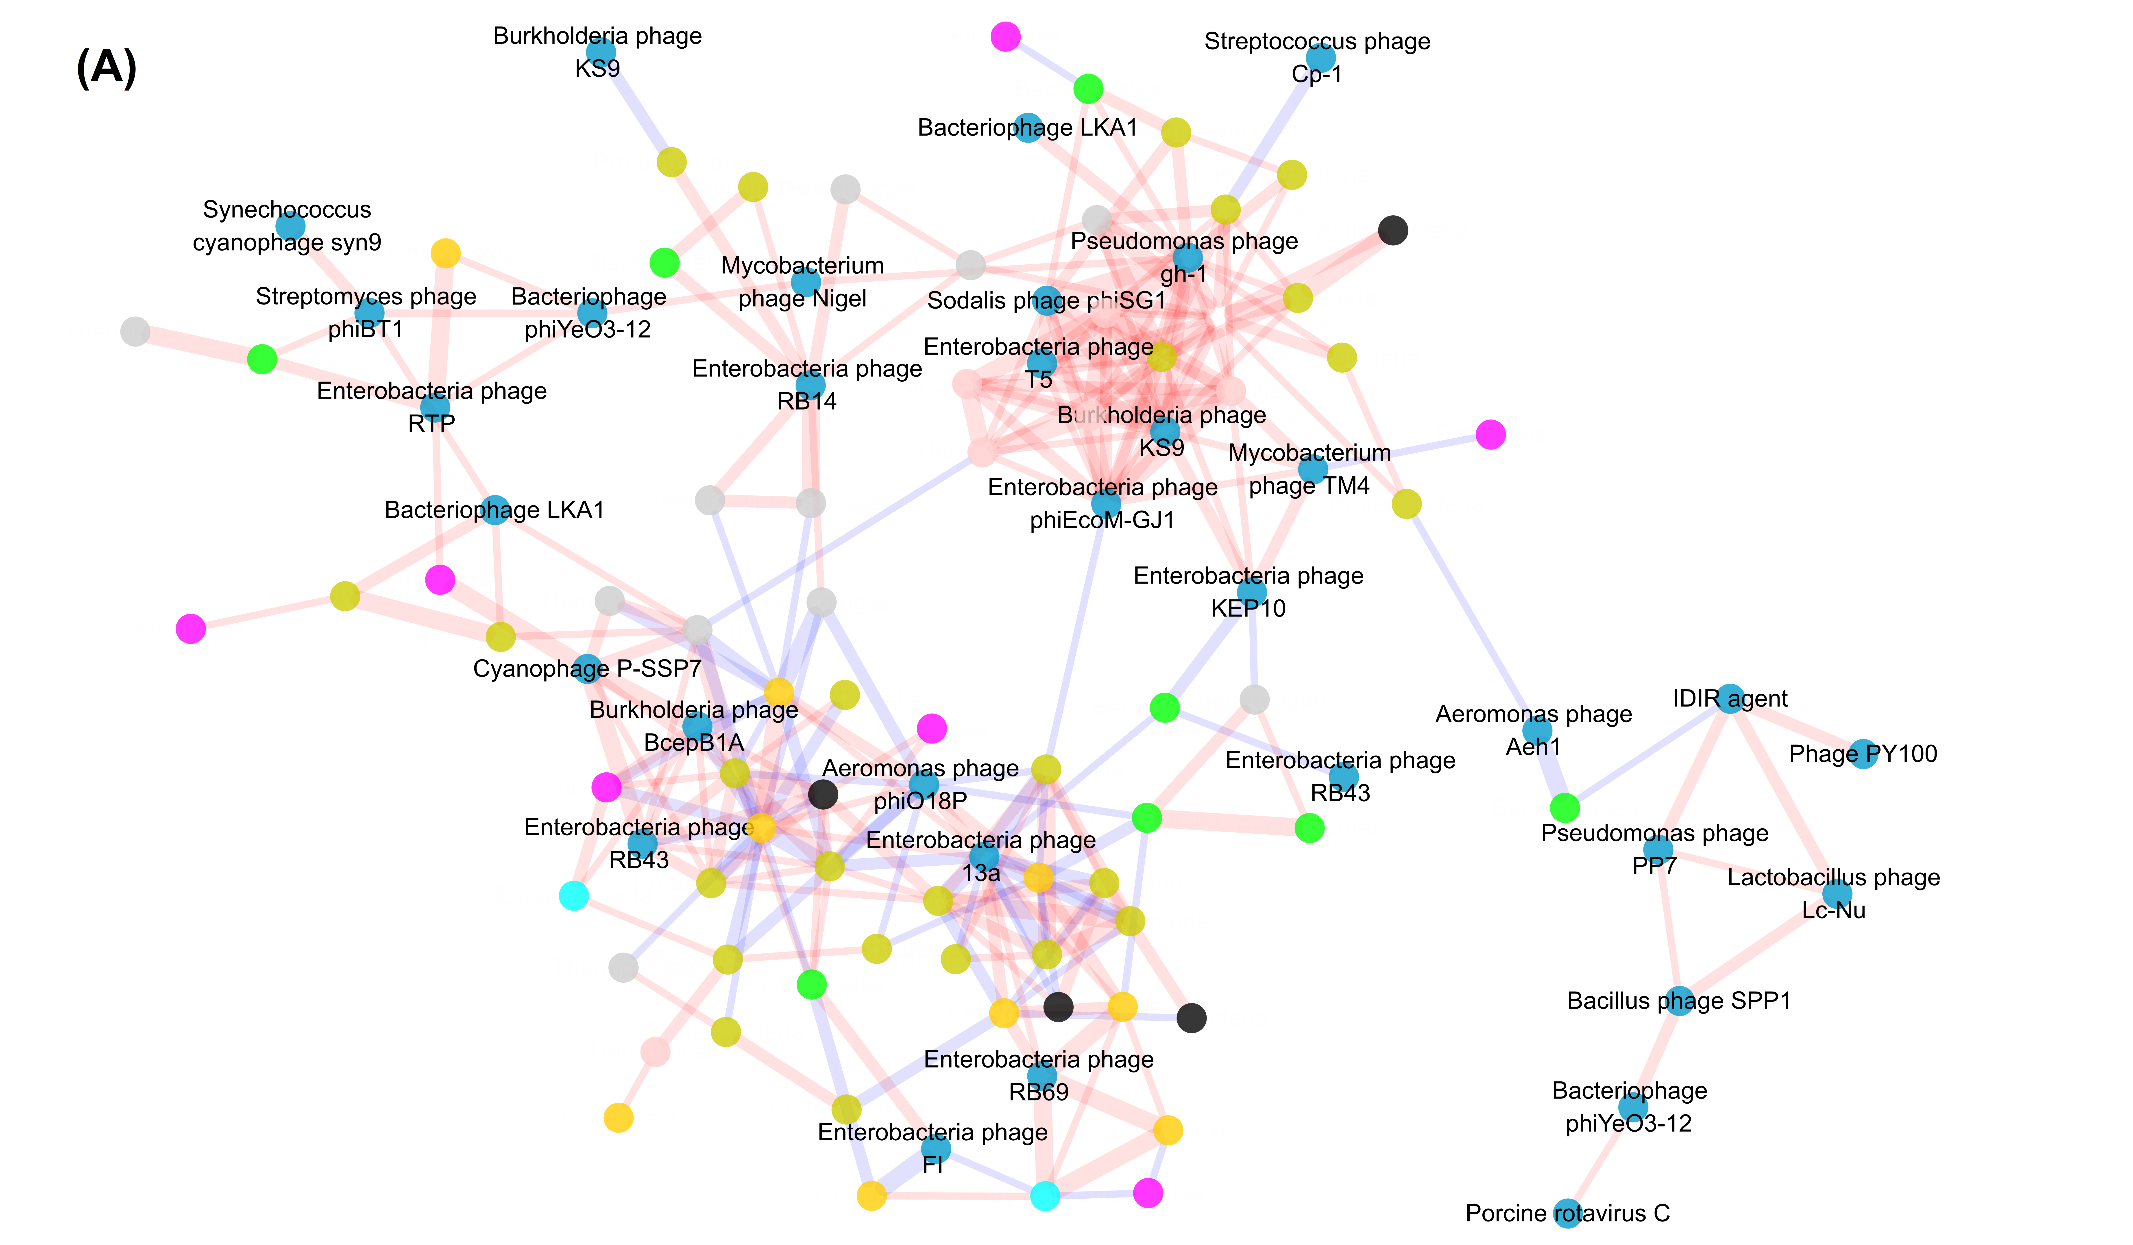 (A)
Burkholderia phage
KS9
Streptococcus phage
Cp-1
Bacteriophage LKA1
Synechococcus
cyanophage syn9
Pseudomonas phage
gh-1
Mycobacterium
phage Nigel
Streptomyces phage
phiBT1
Bacteriophage
phiYeO3-12
Sodalis phage phiSG1
Enterobacteria phage
T5
Enterobacteria phage
RB14
Enterobacteria phage
RTP
Burkholderia phage
KS9
Mycobacterium
phage TM4
Enterobacteria phage
phiEcoM-GJ1
Bacteriophage LKA1
Enterobacteria phage
KEP10
Cyanophage P-SSP7
Burkholderia phage
BcepB1A
IDIR agent
Aeromonas phage
Aeh1
Phage PY100
Enterobacteria phage
RB43
Aeromonas phage
phiO18P
Enterobacteria phage
RB43
Enterobacteria phage
13a
Pseudomonas phage
PP7
Lactobacillus phage
Lc-Nu
Bacillus phage SPP1
Enterobacteria phage
RB69
Bacteriophage
phiYeO3-12
Enterobacteria phage
FI
Porcine rotavirus C